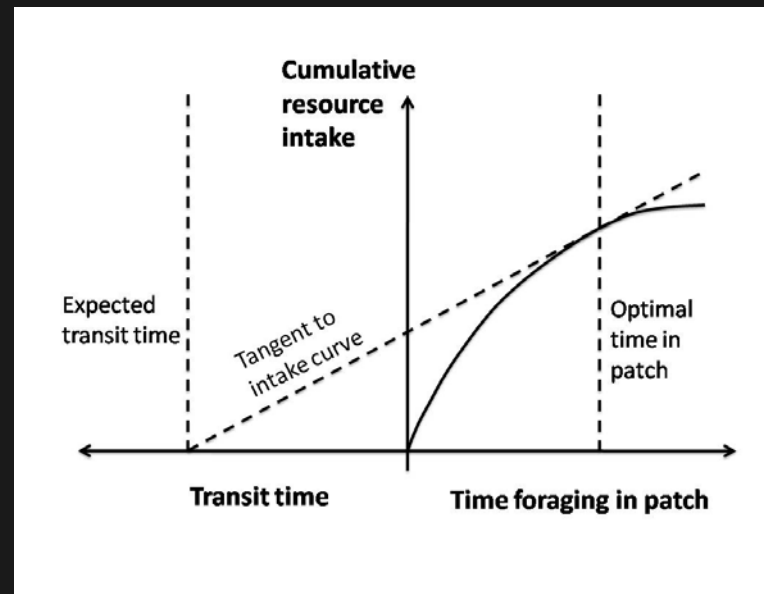 Cumulative
resource
intake
Expected
transit time
Tangent to
intake curve
Optimal
time in
patch
Transit time
Time foraging in patch